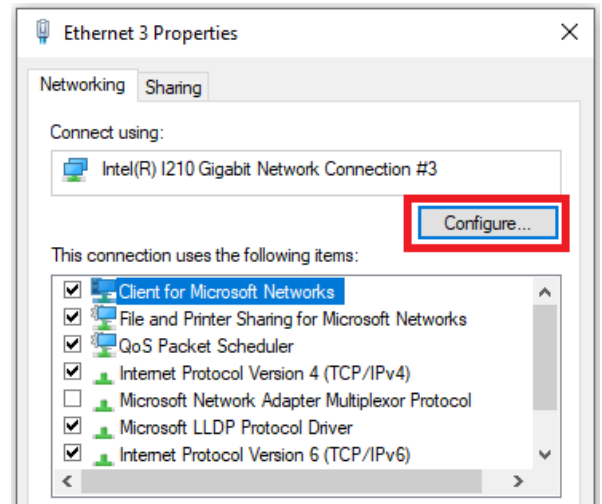 Ethernet 3 Properties
Networking
Sharing
Connect using:
Intel(R) I210 Gigabit Network Connection #3
Configure...
This connection uses the following items:
Client for Microsoft Networks
File and Printer Sharing for Microsoft Networks
QoS Packet Scheduler
Internet Protocol Version 4 (TCP/IPv4)
Microsoft Network Adapter Multiplexor Protocol
Microsoft LLDP Protocol Driver
Internet Protocol Version 6 (TCP/IPv6)